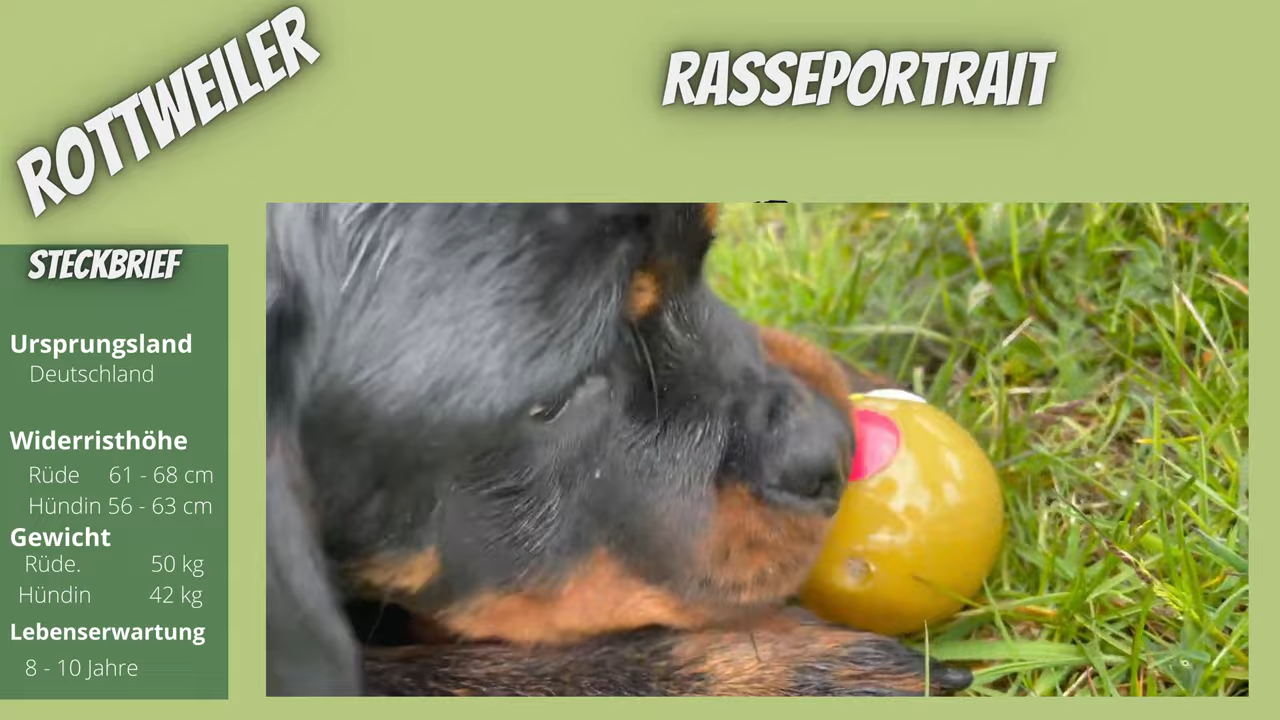 ROTTWEILER
RASSEPORTRAIT
STECKBRIEF
Ursprungsland
Deutschland
Widerristhöhe
Rüde 61 - 68 cm
Hündin 56 - 63 cm
Gewicht
Rüde. 50 kg
Hündin 42 kg
Lebenserwartung
8 - 10 Jahre